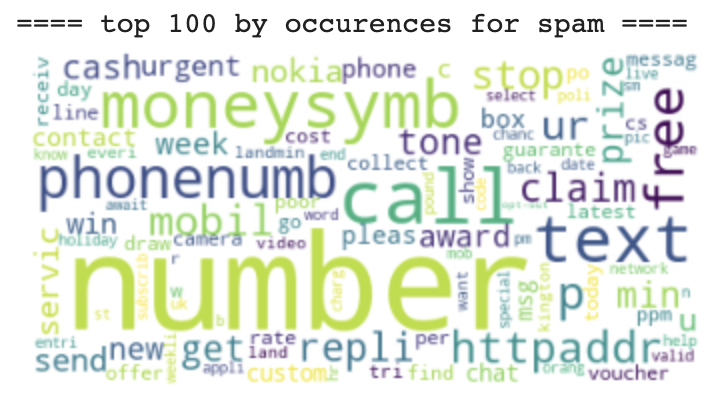 ==== top 100 by occurences for spam ====
receiv cash urgent nokia phone c stop po prize messag live sm
day line moneysymb select poli free
contact week cost tone box chanc ur cs pic
know everi landmin end guarante game
phonenumb collect call pound show code back date claim
await poor word opt-out latest
win mobil go pleas award pm text
holiday draw camera video mob
servic number r w uk subscrib charg want special msg kington p today network min n
st b ppm u
entri send new get rate land repli per httpaddr help valid
offer weekli appli custom hr tri find chat orang voucher